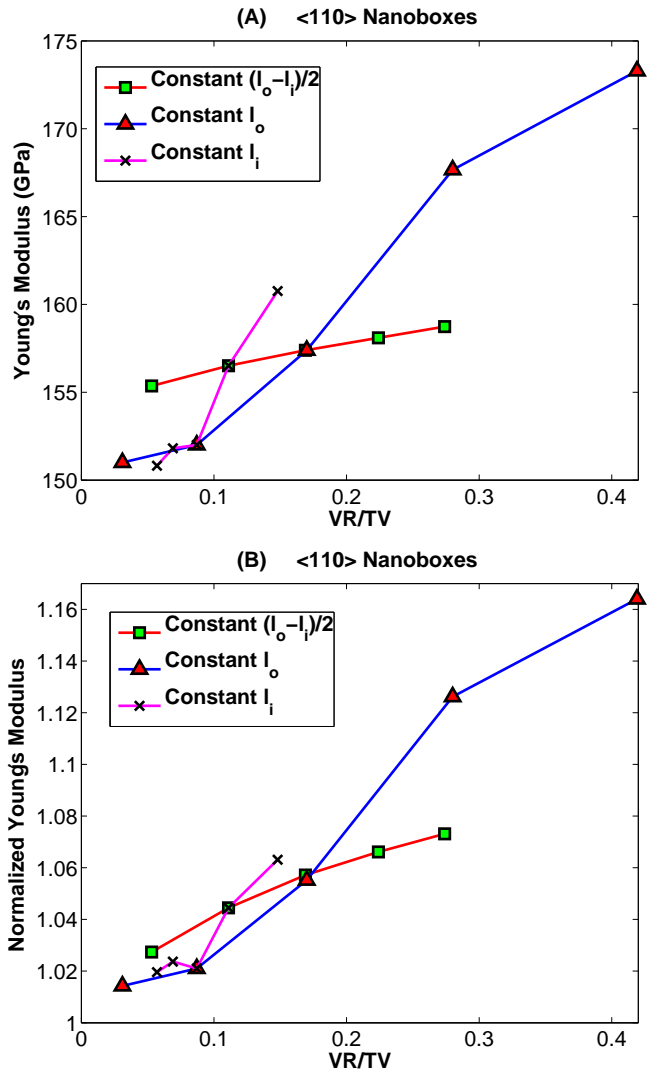 (A) <110> Nanoboxes
175
170
165
160
155
150
Young's Modulus (GPa)
Constant (l_o−l_i)/2
Constant l_o
Constant l_i
0 0.1 0.2 0.3 0.4
VR/TV
(B) <110> Nanoboxes
1.16
1.14
1.12
1.1
1.08
1.06
1.04
1.02
1
Normalized Young's Modulus
Constant (l_o−l_i)/2
Constant l_o
Constant l_i
0 0.1 0.2 0.3 0.4
VR/TV